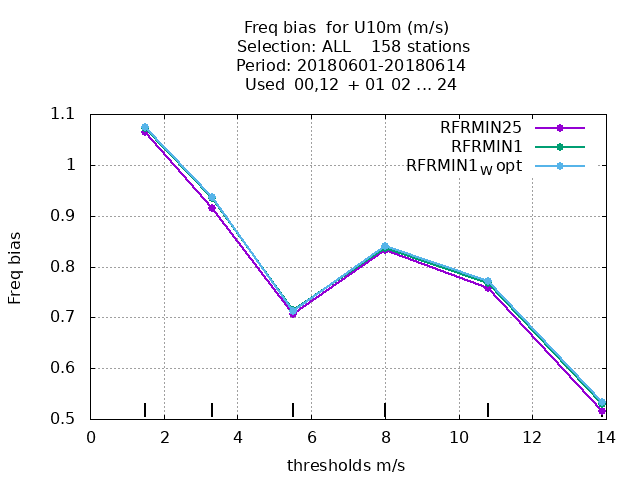 Freq bias  for U10m (m/s)
Selection: ALL    158 stations
Period: 20180601-20180614
Used  00,12  + 01 02 ... 24
RFRMIN25
RFRMIN1
RFRMIN1w opt
1.1
1
0.9
0.8
0.7
0.6
0.5
Freq bias
0 2 4 6 8 10 12 14
thresholds m/s